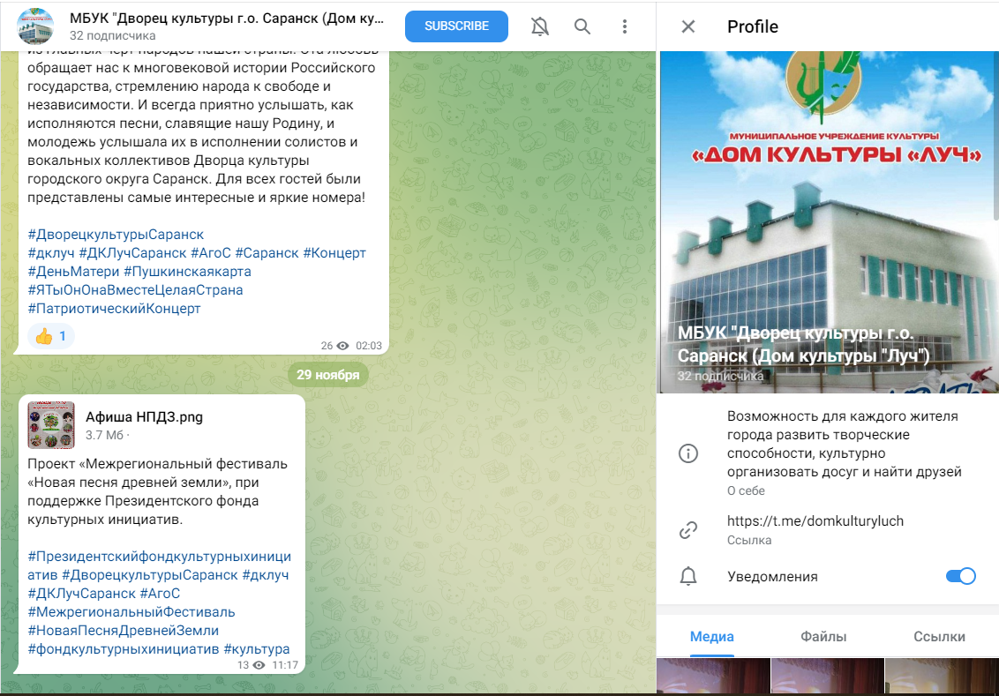 МБУК "Дворец культуры г.о. Саранск (Дом ку...
32 подписчика
SUBSCRIBE
из главных черт народов нашей страны. Эта любовь
обращает нас к многовековой истории Российского
государства, стремлению народа к свободе и
независимости. И всегда приятно услышать, как
исполняются песни, славящие нашу Родину, и
молодежь услышала их в исполнении солистов и
вокальных коллективов Дворца культуры
городского округа Саранск. Для всех гостей были
представлены самые интересные и яркие номера!
#ДворецкультурыСаранск
#дклуч #ДКЛучСаранск #АгоС #Саранск #Концерт
#ДеньМатери #Пушкинскаякарта
#ЯТыОнОнаВместеЦелаяСтрана
#ПатриотическийКонцерт
1
26 02:03
29 ноября
Афиша НПДЗ.png
3.7 Мб ·
Проект «Межрегиональный фестиваль
«Новая песня древней земли», при
поддержке Президентского фонда
культурных инициатив.
#Президентскийфондкультурныхиници
атив #ДворецкультурыСаранск #дклуч
#ДКЛучСаранск #АгоС
#МежрегиональныйФестиваль
#НоваяПесняДревнейЗемли
#фондкультурныхинициатив #культура
13 11:17
Profile
МУНИЦИПАЛЬНОЕ УЧРЕЖДЕНИЕ КУЛЬТУРЫ
«ДОМ КУЛЬТУРЫ «ЛУЧ»
МБУК "Дворец культуры г.о.
Саранск (Дом культуры "Луч")
32 подписчика
Возможность для каждого жителя
города развить творческие
способности, культурно
организовать досуг и найти друзей
О себе
https://t.me/domkulturyluch
Ссылка
Уведомления
Медиа Файлы Ссылки